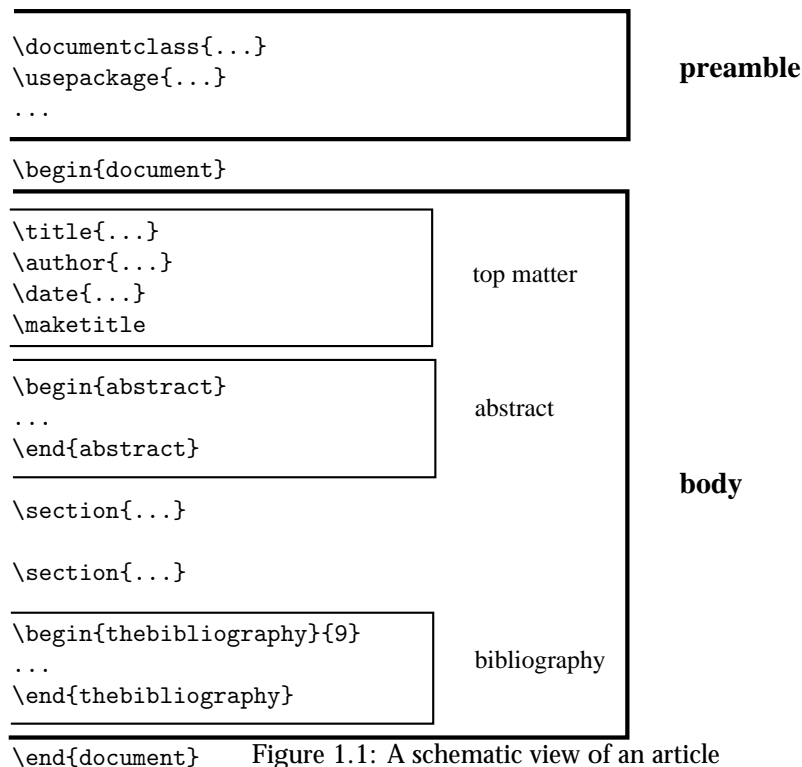 \documentclass{...}
\usepackage{...}
...
preamble
\begin{document}
\title{...}
\author{...}
\date{...}
\maketitle
top matter
\begin{abstract}
...
\end{abstract}
abstract
\section{...}
\section{...}
body
\begin{thebibliography}{9}
...
\end{thebibliography}
bibliography
\end{document}
Figure 1.1: A schematic view of an article